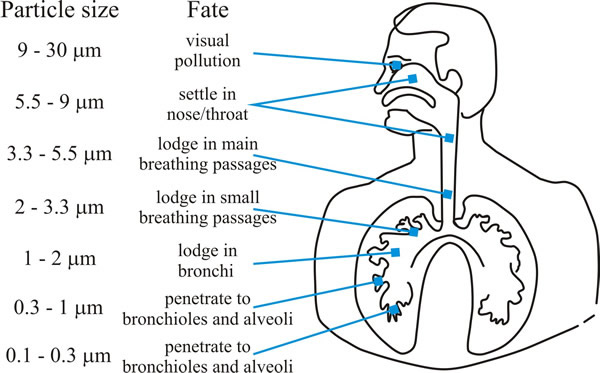 Particle size Fate
9 - 30 μm visual
pollution
5.5 - 9 μm settle in
nose/throat
3.3 - 5.5 μm lodge in main
breathing passages
2 - 3.3 μm lodge in small
breathing passages
1 - 2 μm lodge in
bronchi
0.3 - 1 μm penetrate to
bronchioles and alveoli
0.1 - 0.3 μm penetrate to
bronchioles and alveoli